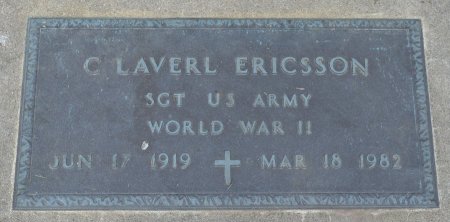 C LAVERL ERICSSON
SGT US ARMY
WORLD WAR II
JUN 17 1919 ✝ MAR 18 1982